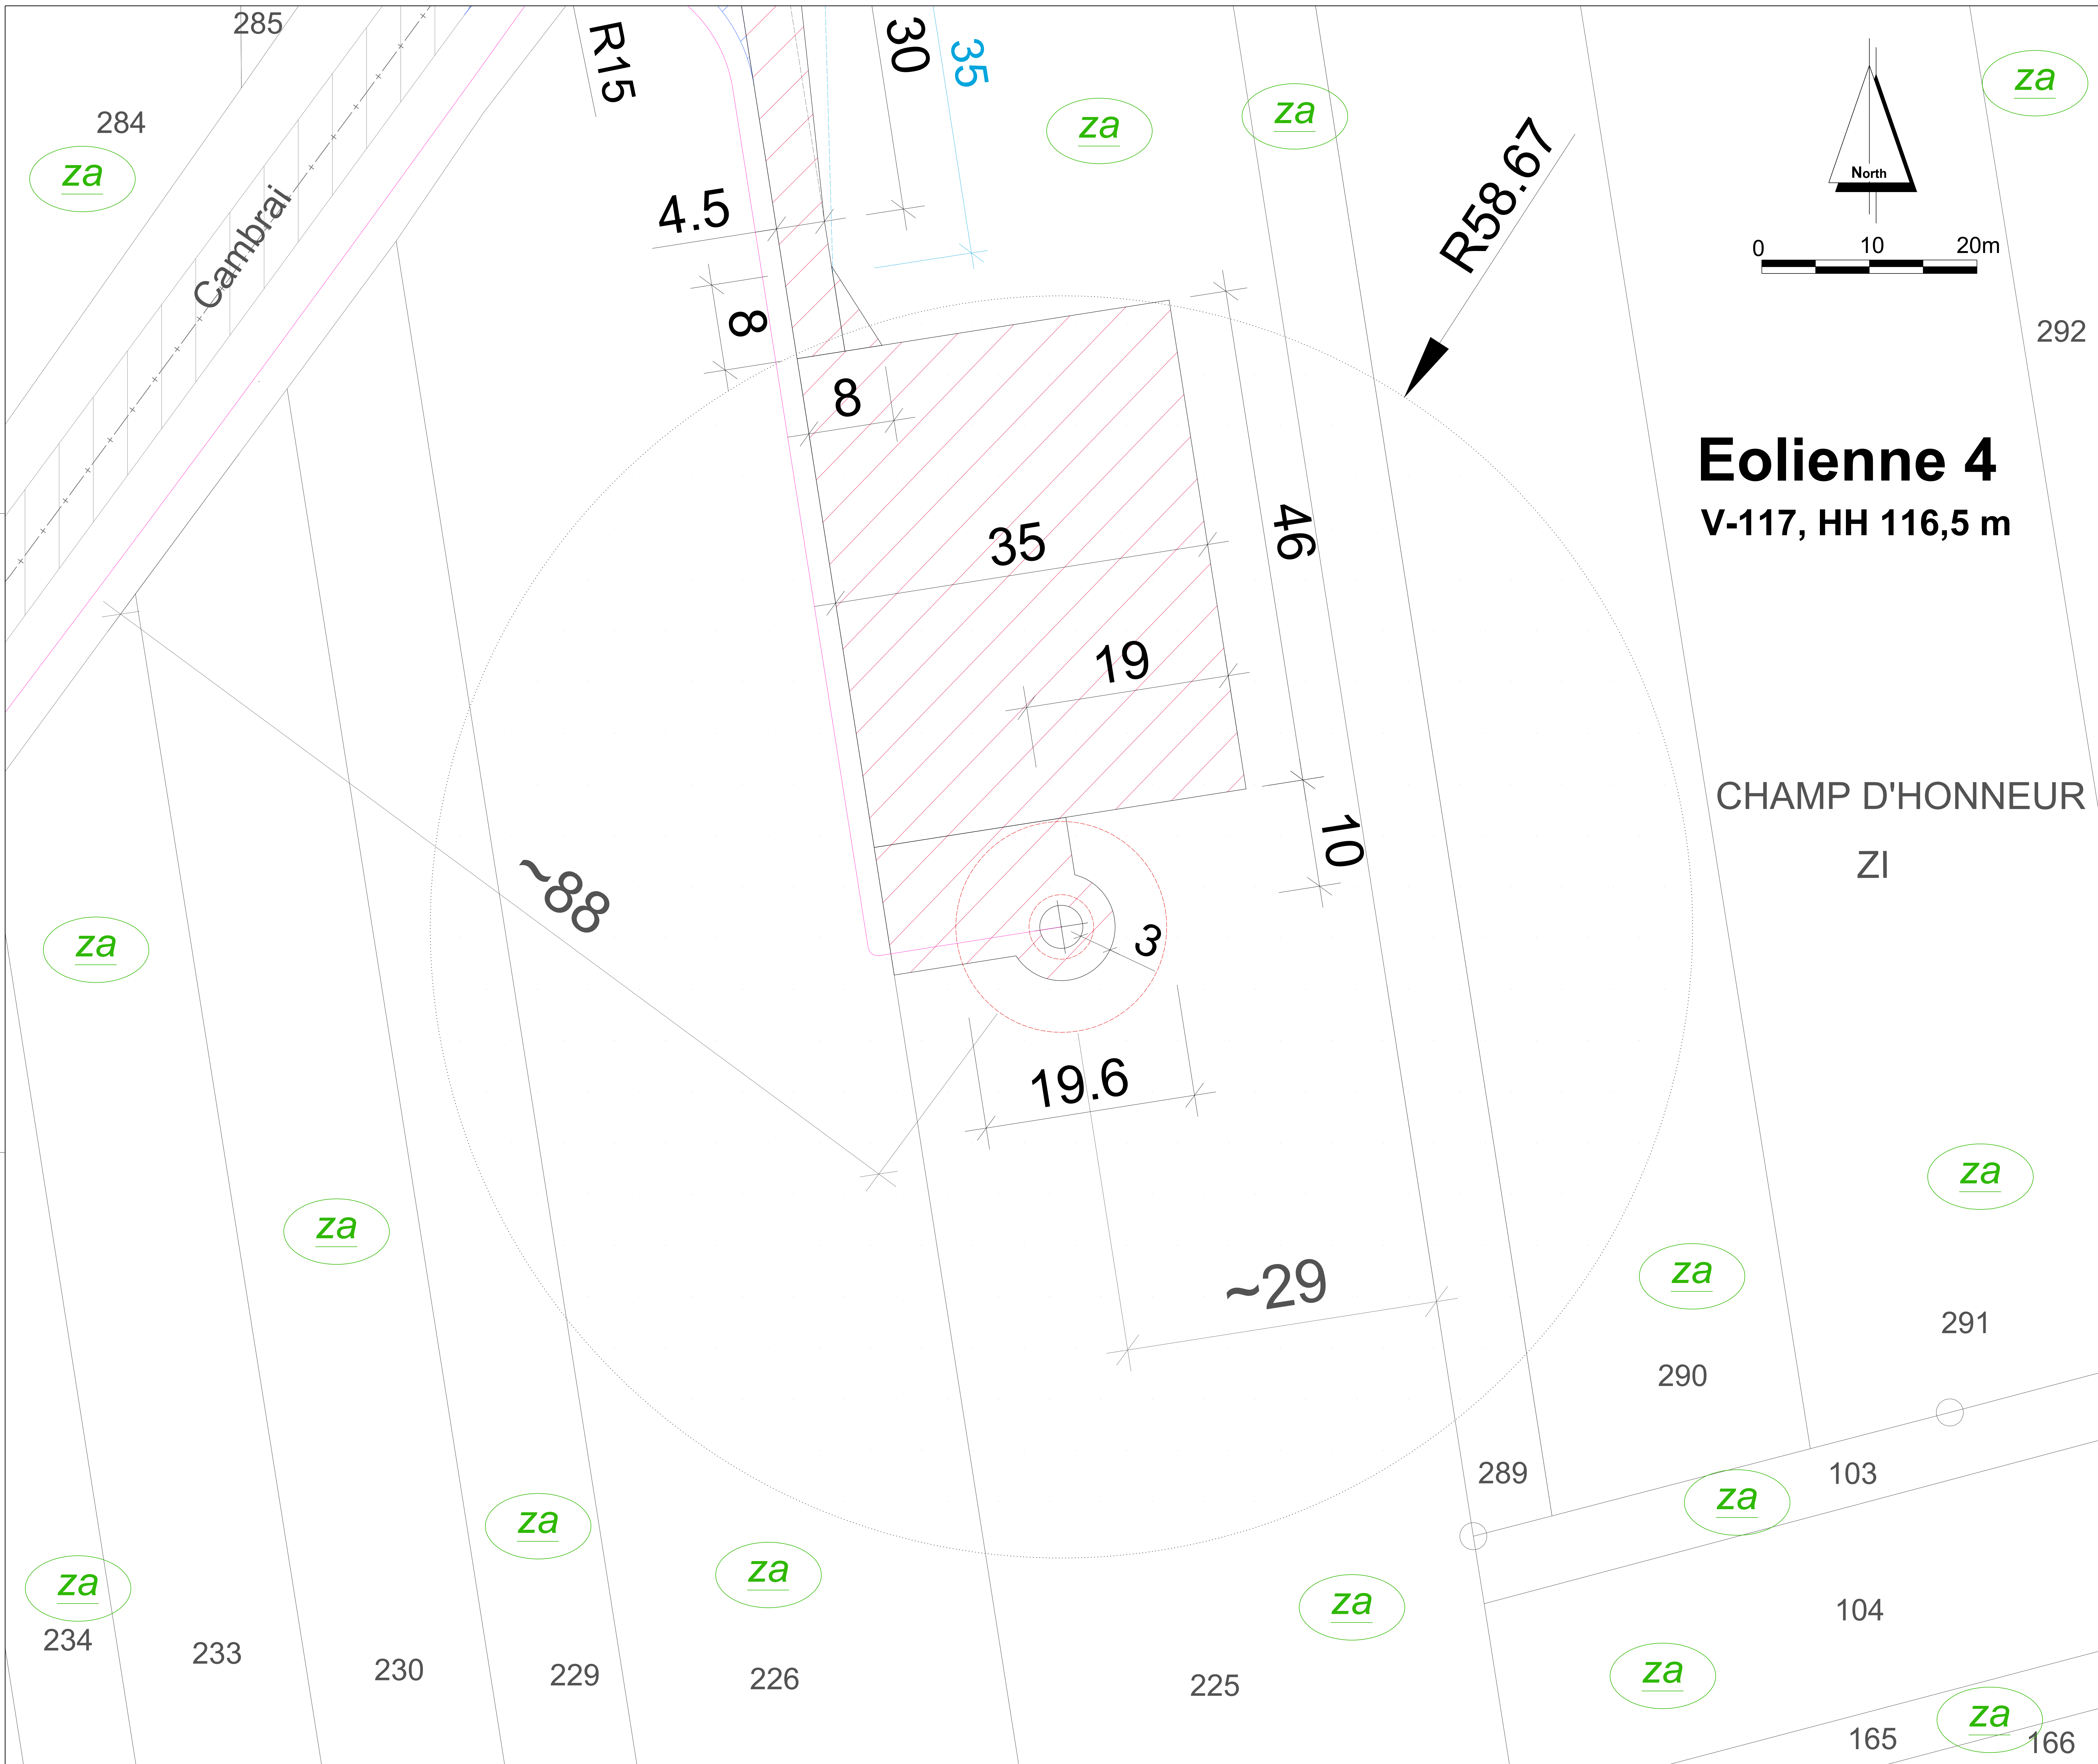 285
R15
30
35
za
za
za
284
za
North
0 10 20m
Cambrai
4.5
R58.67
8
292
8
Eolienne 4
V-117, HH 116,5 m
35
46
19
CHAMP D'HONNEUR
ZI
10
~88
3
za
19.6
za
za
~29
za
291
290
289
103
za
za
za
za
za
104
234
233
230
229
226
225
za
za
165
166